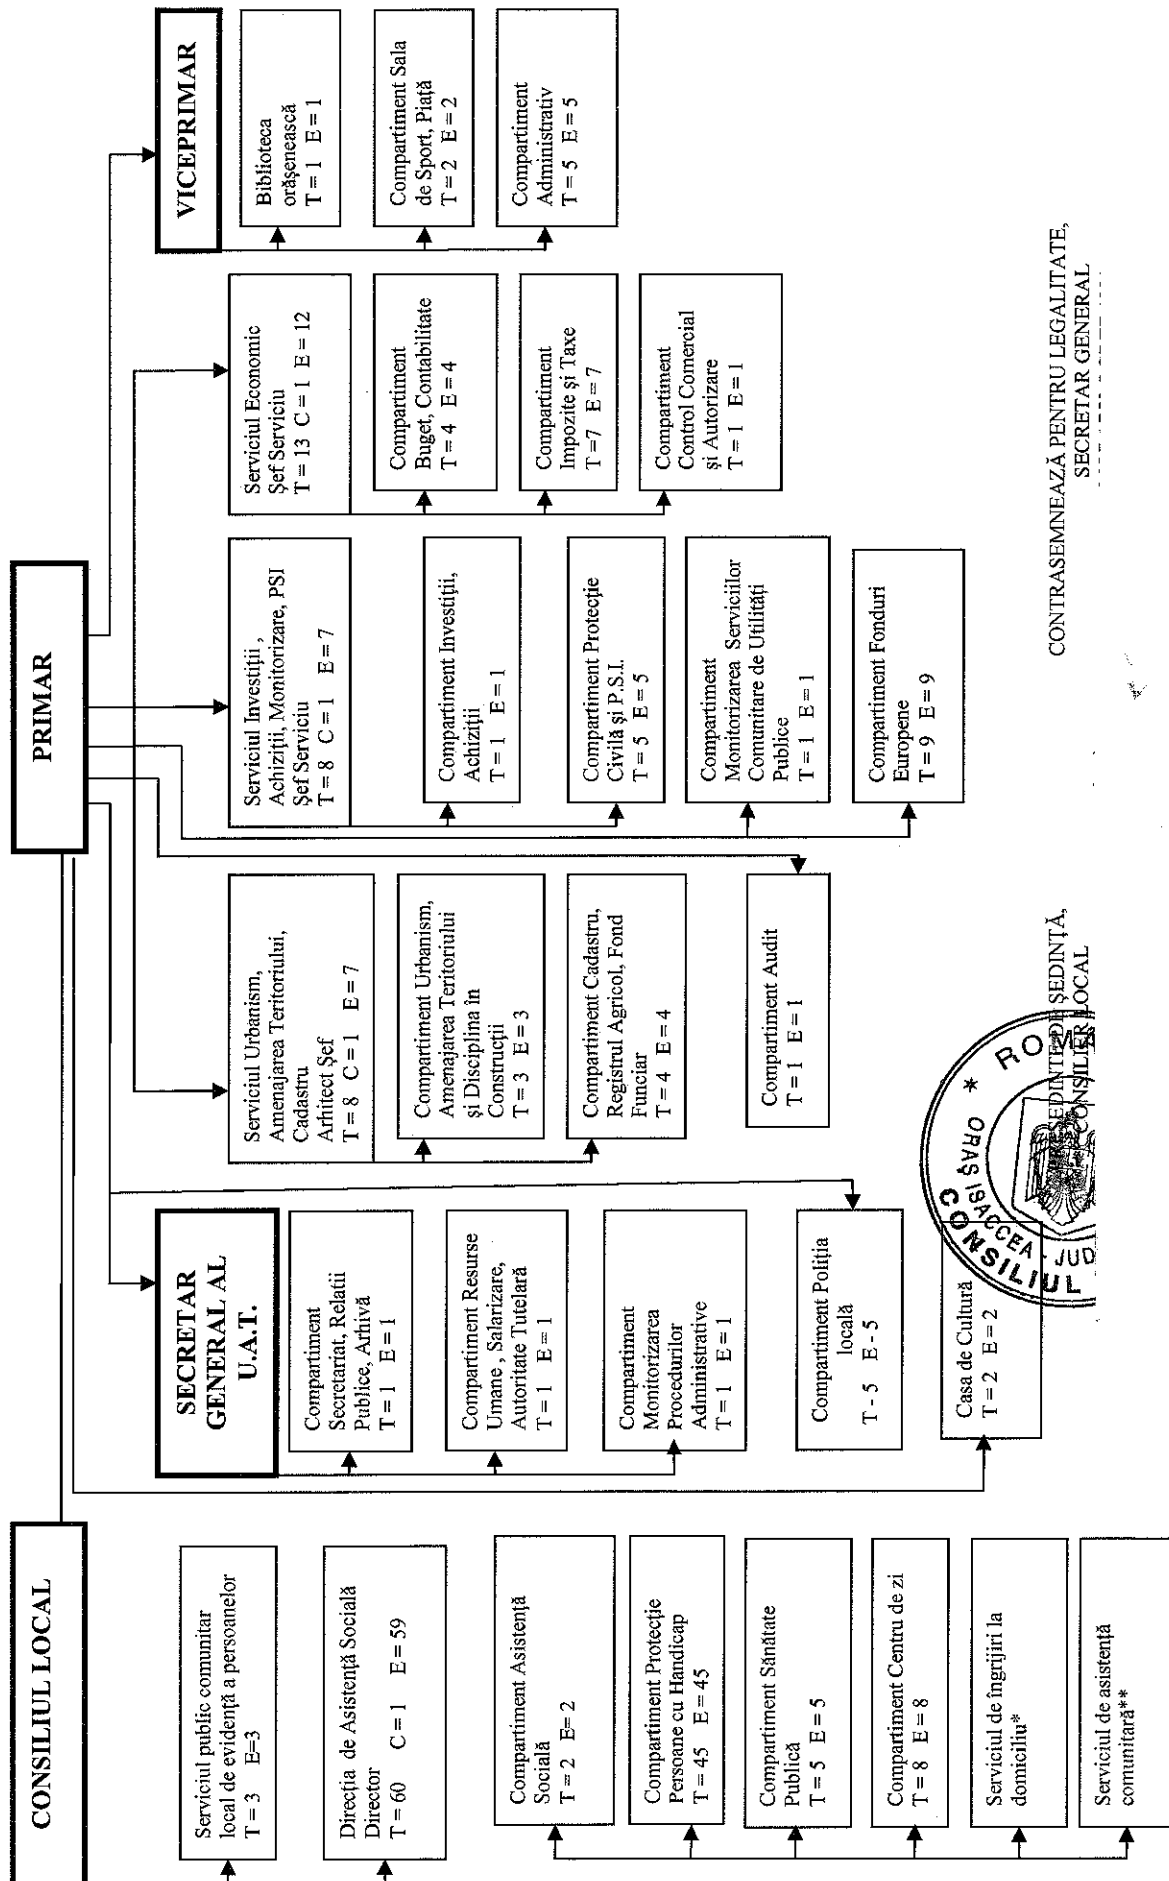 CONSILIUL LOCAL
PRIMAR
Serviciul public comunitar
local de evidență a persoanelor
T = 3 E=3
Direcția de Asistență Socială
Director
T = 60 C = 1 E = 59
Compartiment Asistență
Socială
T = 2 E= 2
Compartiment Protecție
Persoane cu Handicap
T = 45 E = 45
Compartiment Sănătate
Publică
T = 5 E = 5
Compartiment Centru de zi
T = 8 E = 8
Serviciul de îngrijiri la
domiciliu*
Serviciul de asistență
comunitară**
SECRETAR
GENERAL AL
U.A.T.
Compartiment
Secretariat, Relatii
Publice, Arhivă
T = 1 E = 1
Compartiment Resurse
Umane , Salarizare,
Autoritate Tutelară
T = 1 E = 1
Compartiment
Monitorizarea
Procedurilor
Administrative
T = 1 E = 1
Compartiment Poliția
locală
T - 5 E - 5
Casa de Cultură
T = 2 E = 2
Serviciul Urbanism,
Amenajarea Teritoriului,
Cadastru
Arhitect Șef
T = 8 C = 1 E = 7
Compartiment Urbanism,
Amenajarea Teritoriului
și Disciplina în
Construcții
T = 3 E = 3
Compartiment Cadastru,
Registrul Agricol, Fond
Funciar
T = 4 E = 4
Compartiment Audit
T = 1 E = 1
Serviciul Investiții ,
Achiziții, Monitorizare, PSI
Șef Serviciu
T = 8 C = 1 E = 7
Compartiment Investiții,
Achiziții
T = 1 E = 1
Compartiment Protecție
Civilă și P.S.I.
T = 5 E = 5
Compartiment
Monitorizarea Serviciilor
Comunitare de Utilități
Publice
T = 1 E = 1
Compartiment Fonduri
Europene
T = 9 E = 9
Serviciul Economic
Șef Serviciu
T = 13 C = 1 E = 12
Compartiment
Buget, Contabilitate
T = 4 E = 4
Compartiment
Impozite și Taxe
T =7 E = 7
Compartiment
Control Comercial
și Autorizare
T = 1 E = 1
VICEPRIMAR
Biblioteca
orășenească
T = 1 E = 1
Compartiment Sala
de Sport, Piață
T = 2 E = 2
Compartiment
Administrativ
T = 5 E = 5
PREȘEDINTE DE ȘEDINȚĂ,
CONSILIER LOCAL
CONTRASEMNEAZĂ PENTRU LEGALITATE,
SECRETAR GENERAL
CONSILIUL
ORAȘ ISACCEA - JUD